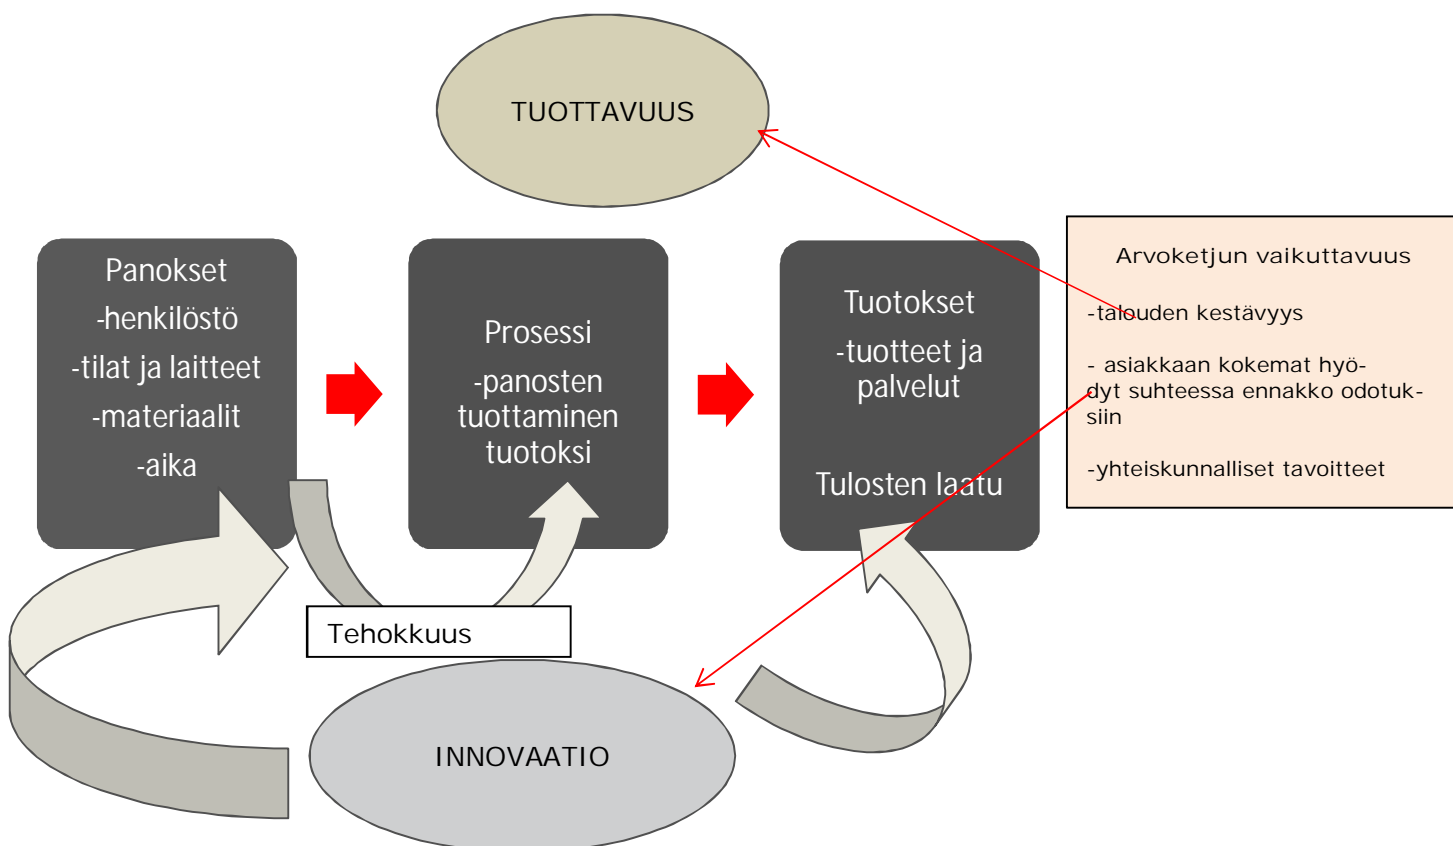 TUOTTAVUUS
Panokset
-henkilöstö
-tilat ja laitteet
-materiaalit
-aika
Prosessi
-panosten
tuottaminen
tuotoksi
Tuotokset
-tuotteet ja
palvelut
Tulosten laatu
Arvoketjun vaikuttavuus
-talouden kestävyys
- asiakkaan kokemat hyö-
dyt suhteessa ennakko odotuk-
siin
-yhteiskunnalliset tavoitteet
Tehokkuus
INNOVAATIO